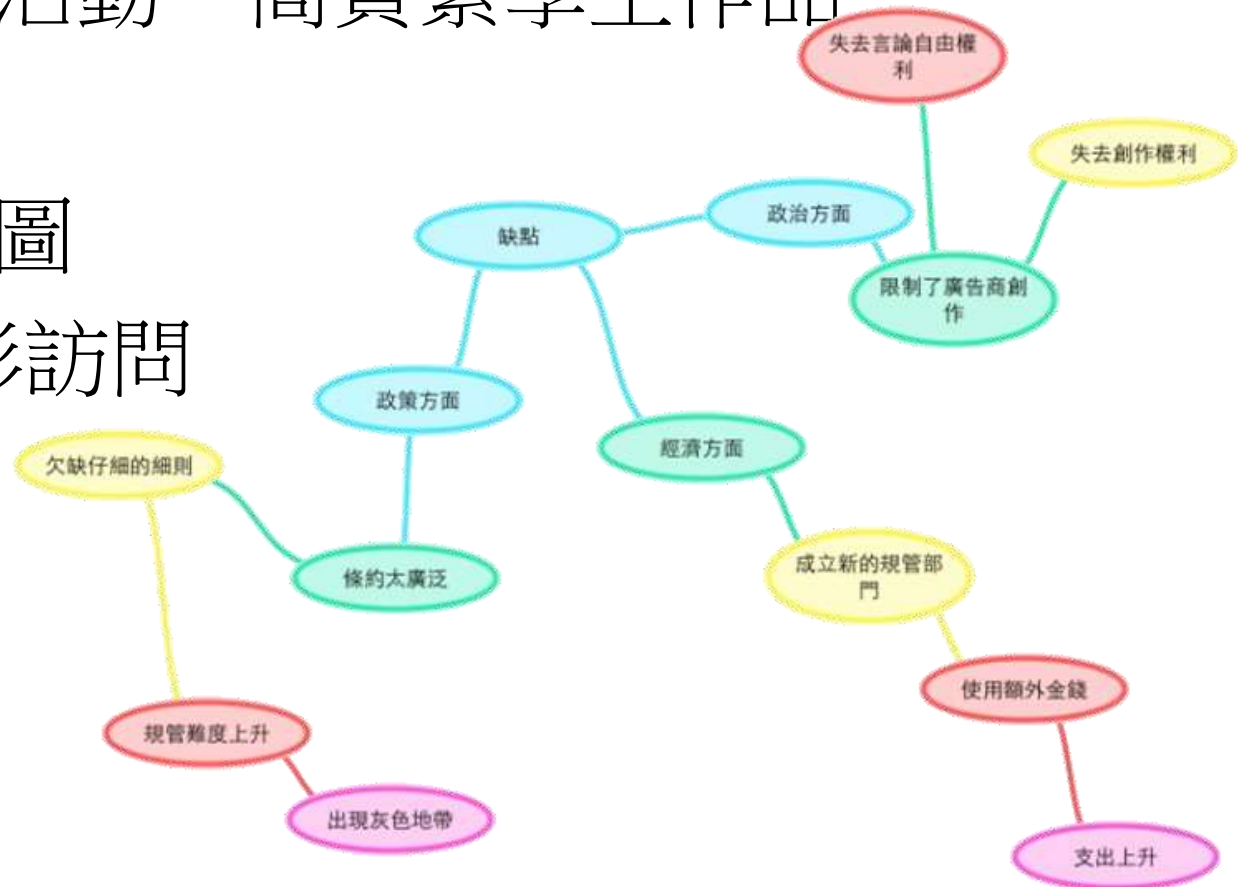 活動 高質素學生作品
失去言論自由權
利
失去創作權利
圖
缺點
政治方面
限制了廣告商創
作
訪問
政策方面
經濟方面
欠缺仔細的細則
條約太廣泛
成立新的規管部
門
使用額外金錢
規管難度上升
出現灰色地帶
支出上升